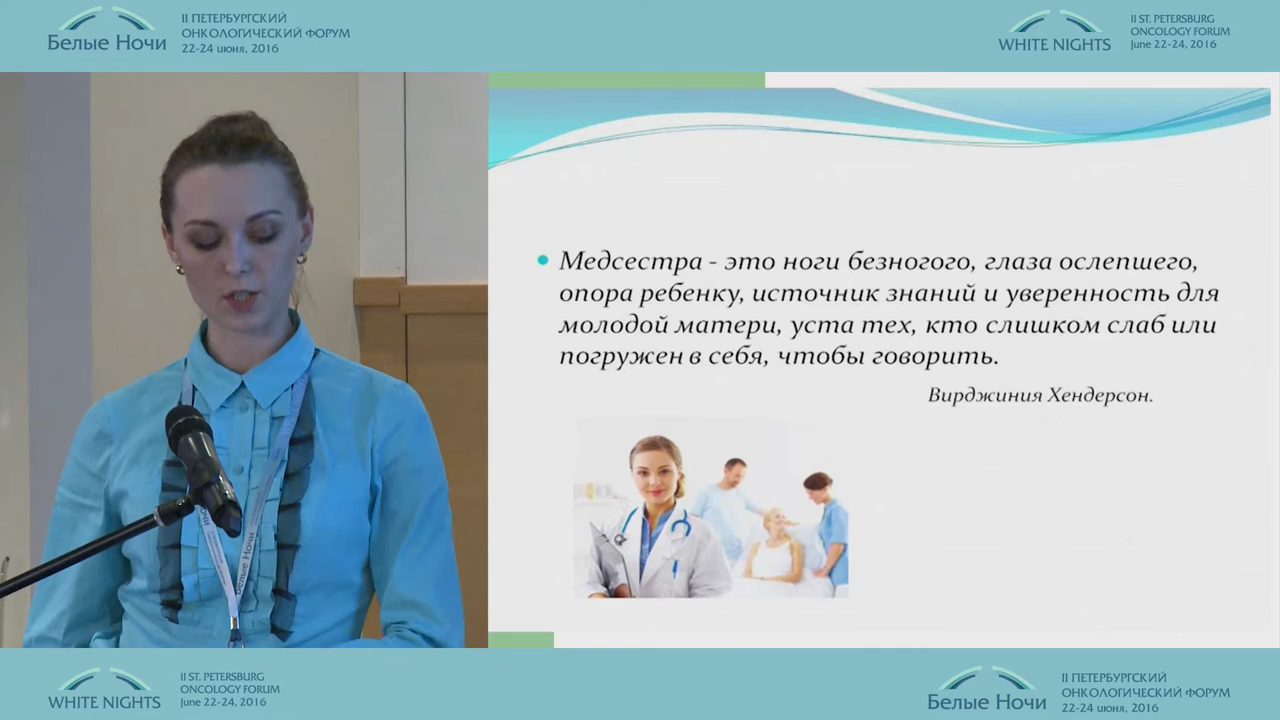 Белые Ночи
II ПЕТЕРБУРГСКИЙ
ОНКОЛОГИЧЕСКИЙ ФОРУМ
22-24 июня, 2016
WHITE NIGHTS
II ST. PETERSBURG
ONCOLOGY FORUM
June 22-24, 2016
Медсестра - это ноги безногого, глаза ослепшего,
опора ребенку, источник знаний и уверенность для
молодой матери, уста тех, кто слишком слаб или
погружен в себя, чтобы говорить.
Вирджиния Хендерсон.
Белые Ночи
WHITE NIGHTS
II ST. PETERSBURG
ONCOLOGY FORUM
June 22-24, 2016
Белые Ночи
II ПЕТЕРБУРГСКИЙ
ОНКОЛОГИЧЕСКИЙ ФОРУМ
22-24 июня, 2016